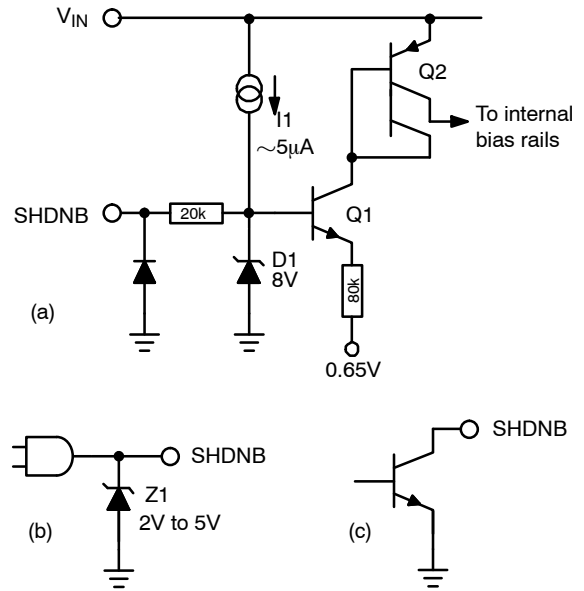 VIN
I1
~5μA
Q2
To internal
bias rails
SHDNB
20k
Q1
D1
8V
80k
(a)
0.65V
SHDNB
Z1
2V to 5V
(b)
SHDNB
(c)